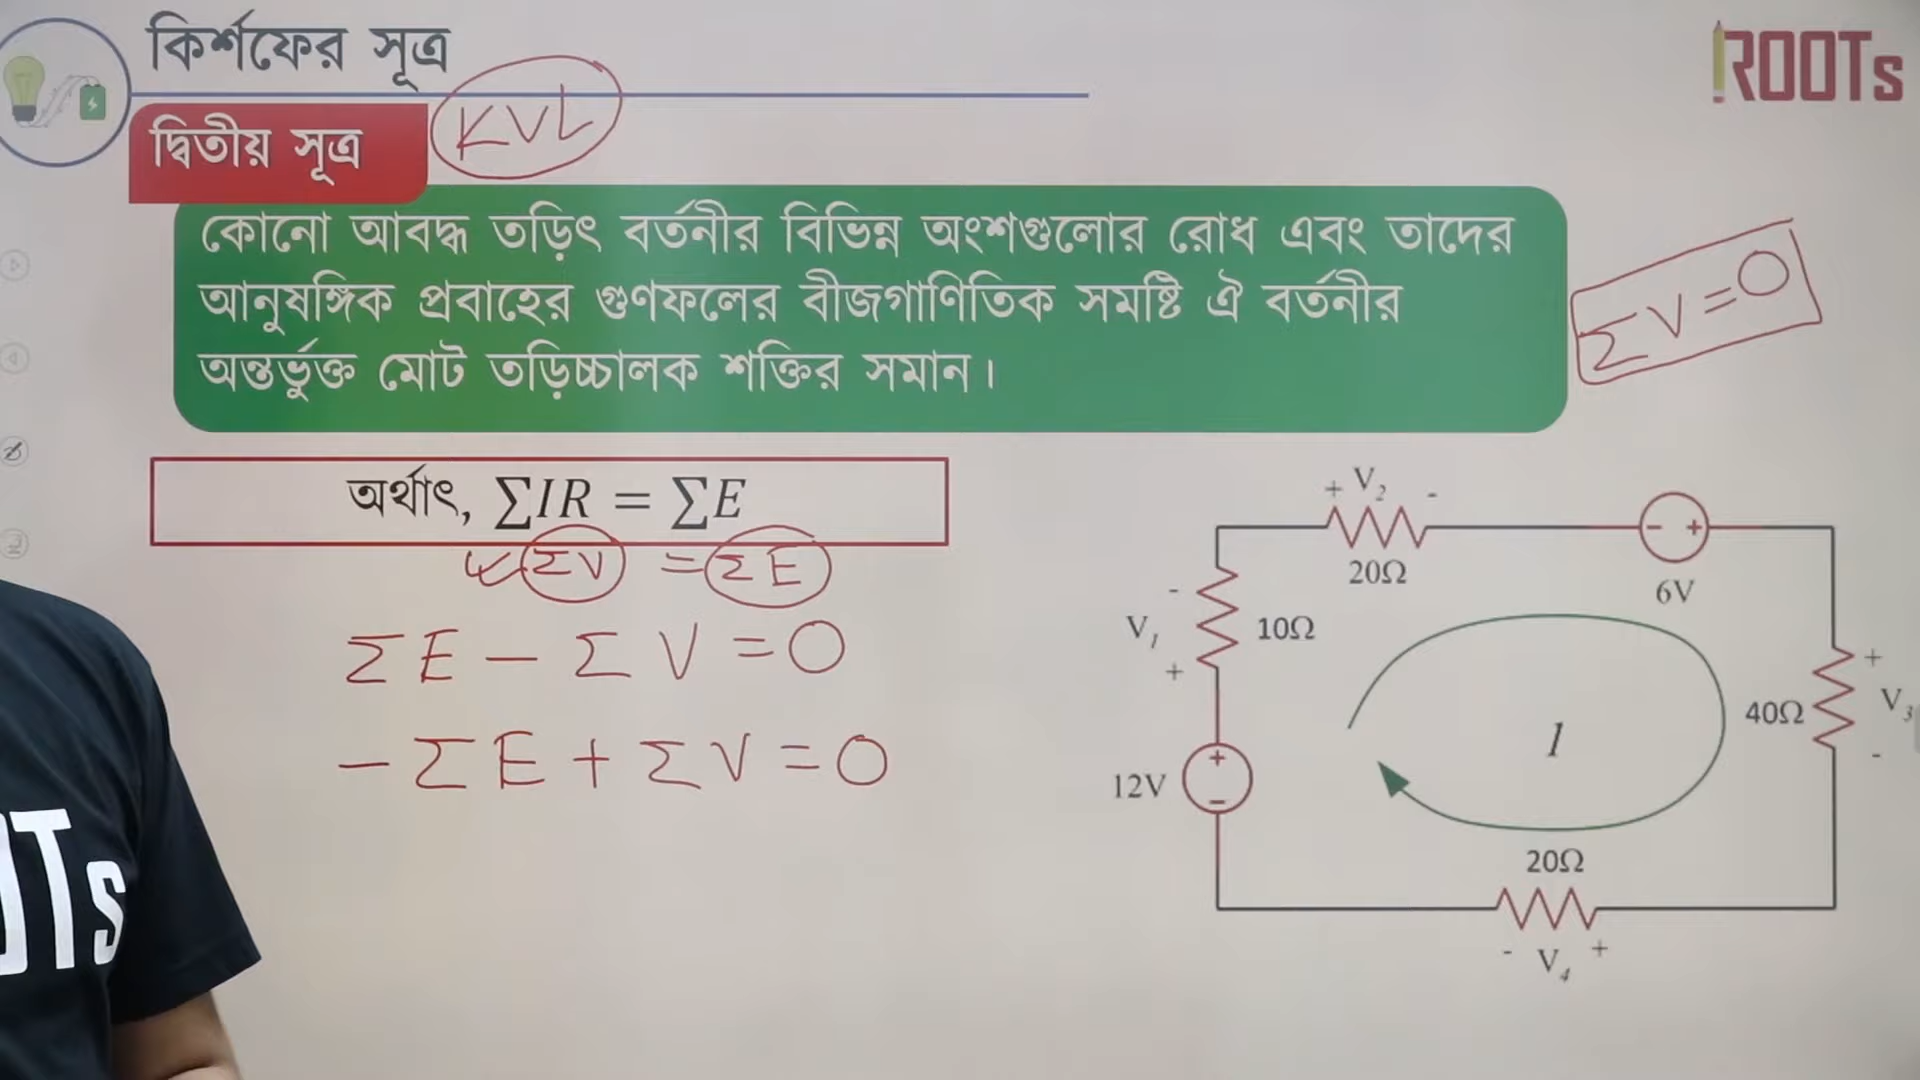 কির্শফের সূত্র
ROOTs
দ্বিতীয় সূত্র
KVL
কোনো আবদ্ধ তড়িৎ বর্তনীর বিভিন্ন অংশগুলোর রোধ এবং তাদের
আনুষঙ্গিক প্রবাহের গুণফলের বীজগাণিতিক সমষ্টি ঐ বর্তনীর
অন্তর্ভুক্ত মোট তড়িচ্চালক শক্তির সমান।
ΣV=0
অর্থাৎ, ∑IR = ∑E
ΣV = ΣE
ΣE - ΣV = 0
-ΣE + ΣV = 0
+ V₂ -
20Ω
- +
6V
-
V₁
+
10Ω
+
-
12V
I
40Ω
+
V₃
-
20Ω
- V₄ +
OTs